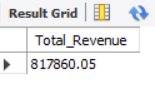 Result Grid
Total_Revenue
817860.05